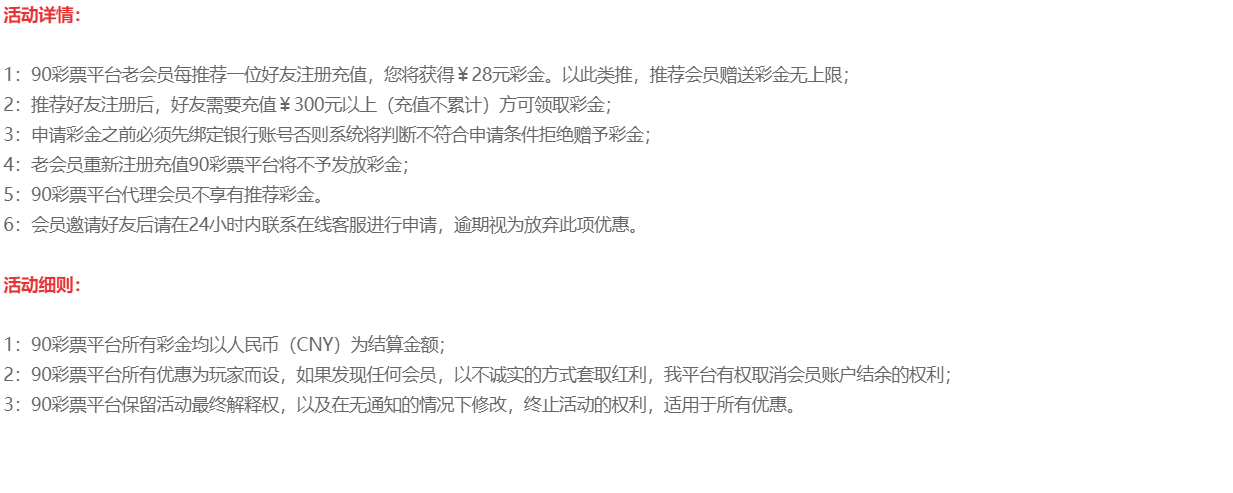 活动详情：
1：90彩票平台老会员每推荐一位好友注册充值，您将获得￥28元彩金。以此类推，推荐会员赠送彩金无上限；
2：推荐好友注册后，好友需要充值￥300元以上（充值不累计）方可领取彩金；
3：申请彩金之前必须先绑定银行账号否则系统将判断不符合申请条件拒绝赠予彩金；
4：老会员重新注册充值90彩票平台将不予发放彩金；
5：90彩票平台代理会员不享有推荐彩金。
6：会员邀请好友后请在24小时内联系在线客服进行申请，逾期视为放弃此项优惠。
活动细则：
1：90彩票平台所有彩金均以人民币（CNY）为结算金额；
2：90彩票平台所有优惠为玩家而设，如果发现任何会员，以不诚实的方式套取红利，我平台有权取消会员账户结余的权利；
3：90彩票平台保留活动最终解释权，以及在无通知的情况下修改，终止活动的权利，适用于所有优惠。